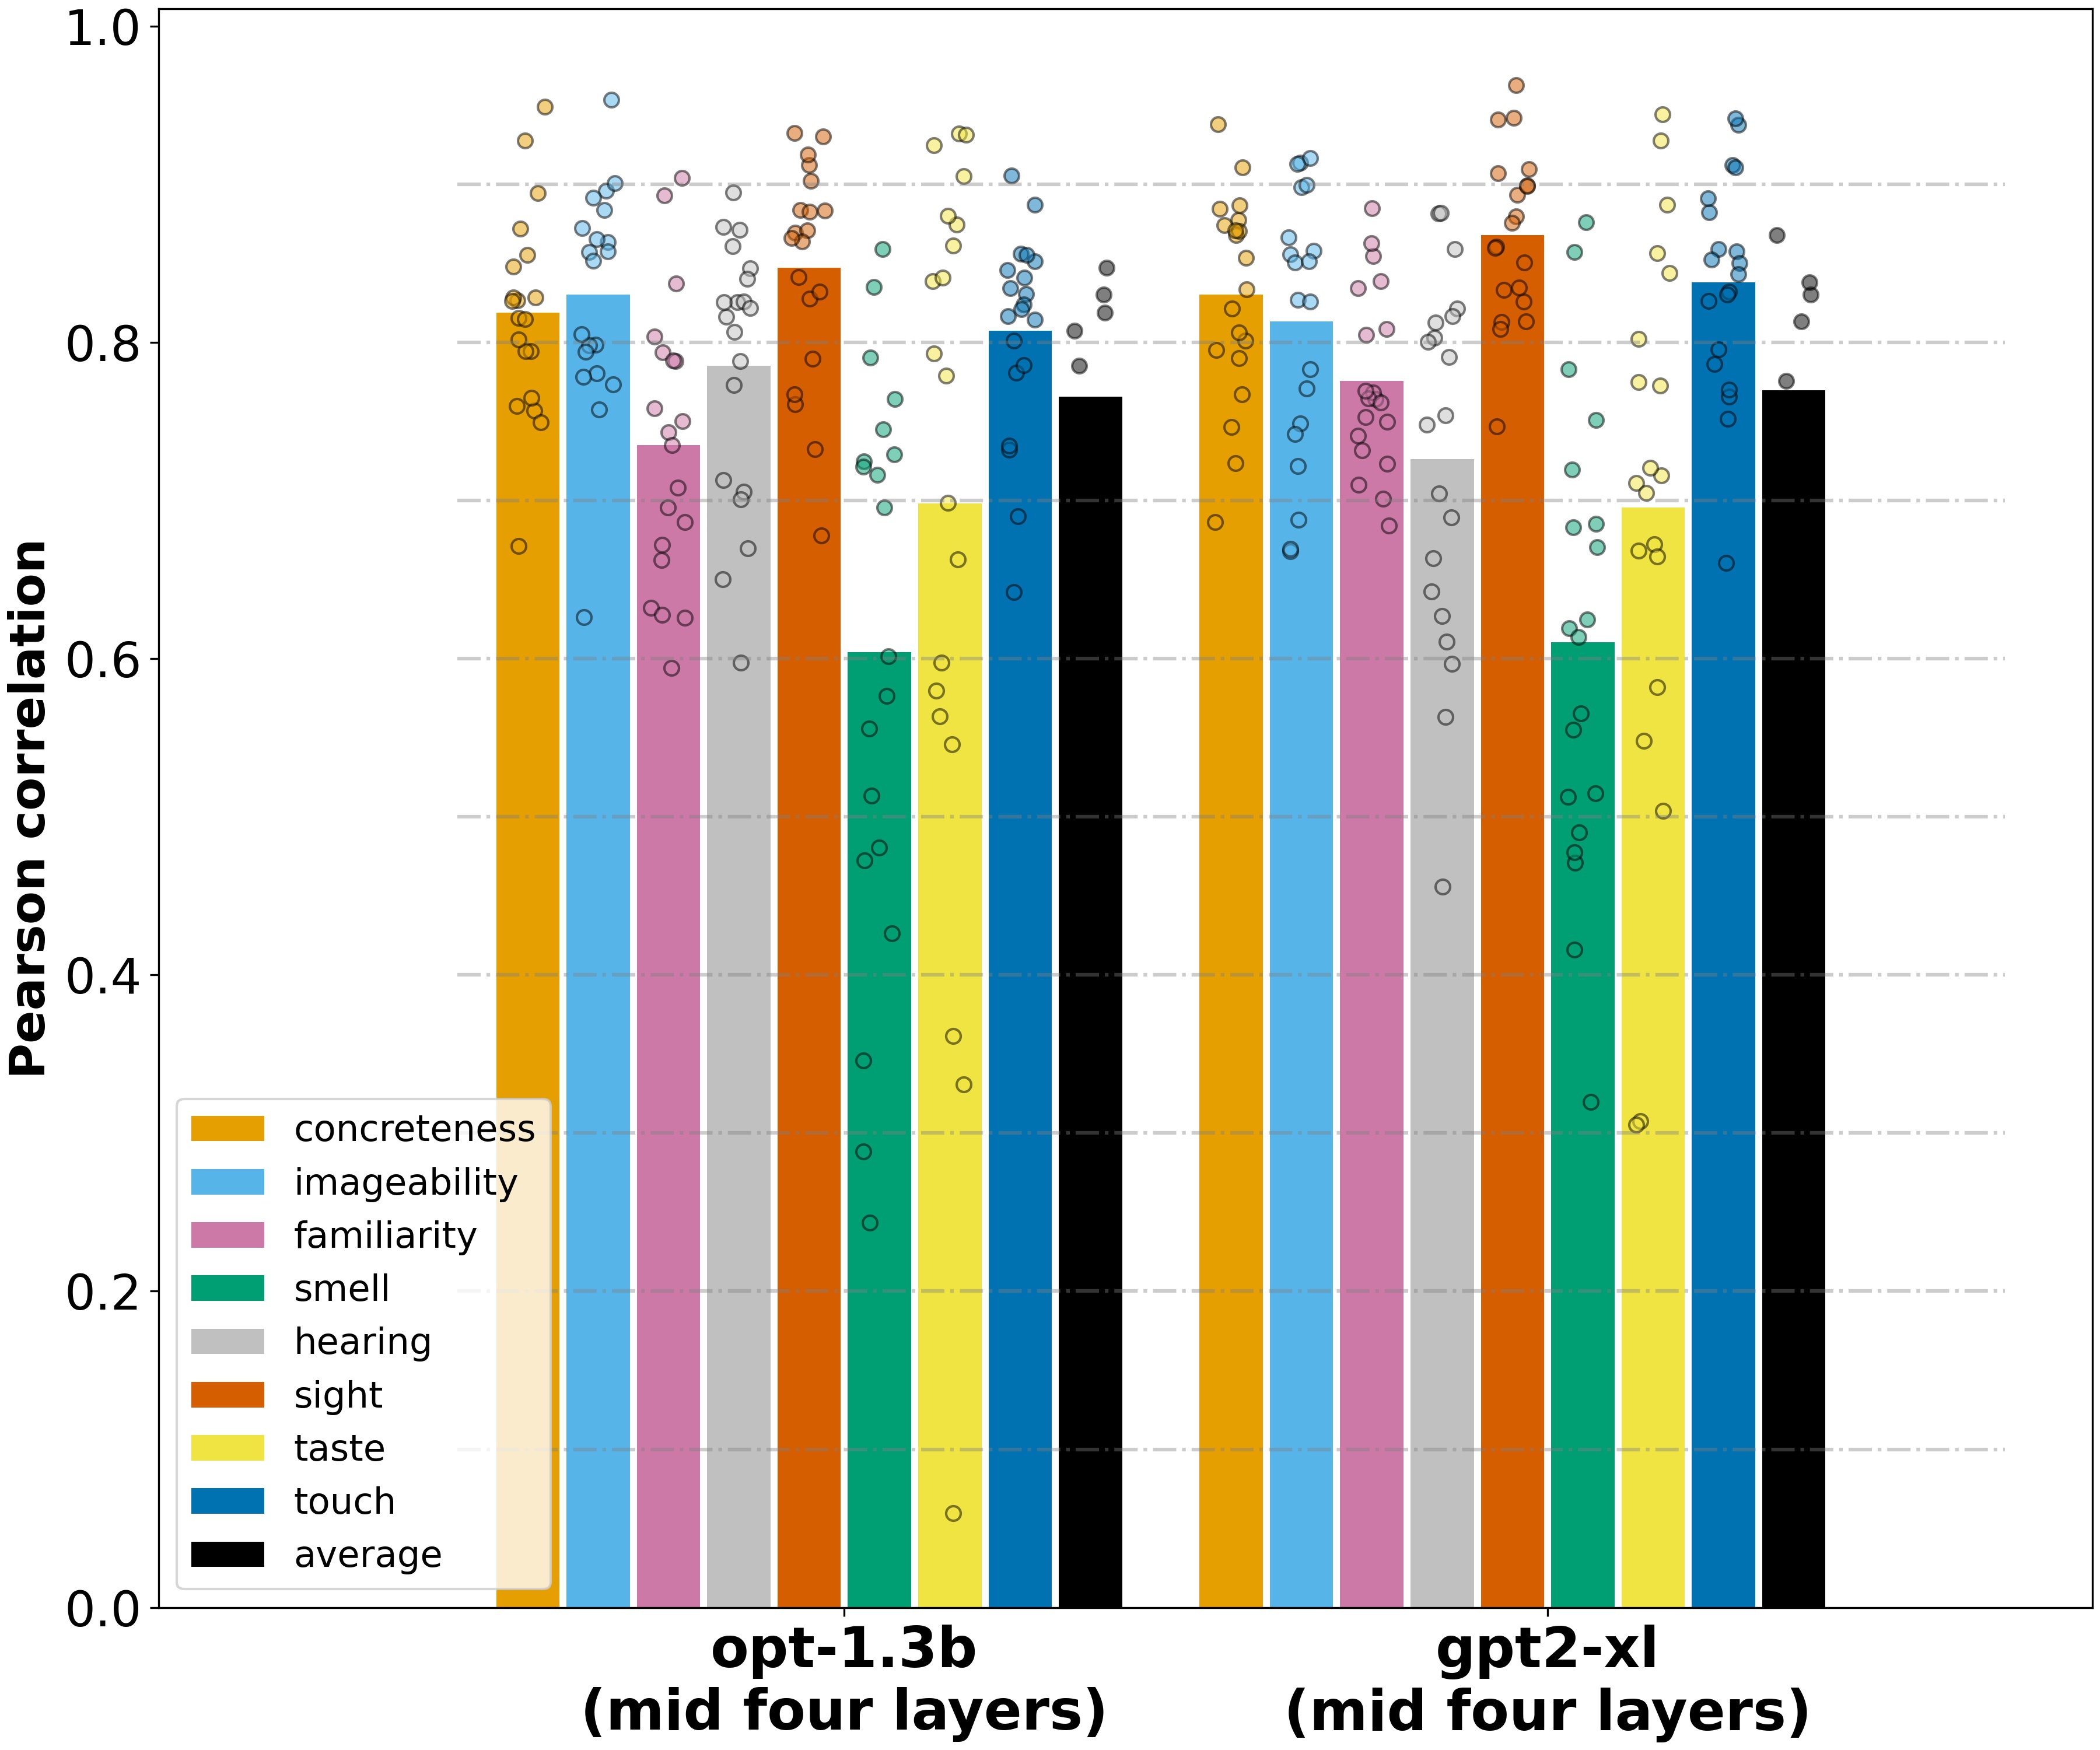 Pearson correlation
1.0
0.8
0.6
0.4
0.2
0.0
concreteness
imageability
familiarity
smell
hearing
sight
taste
touch
average
opt-1.3b
(mid four layers)
gpt2-xl
(mid four layers)